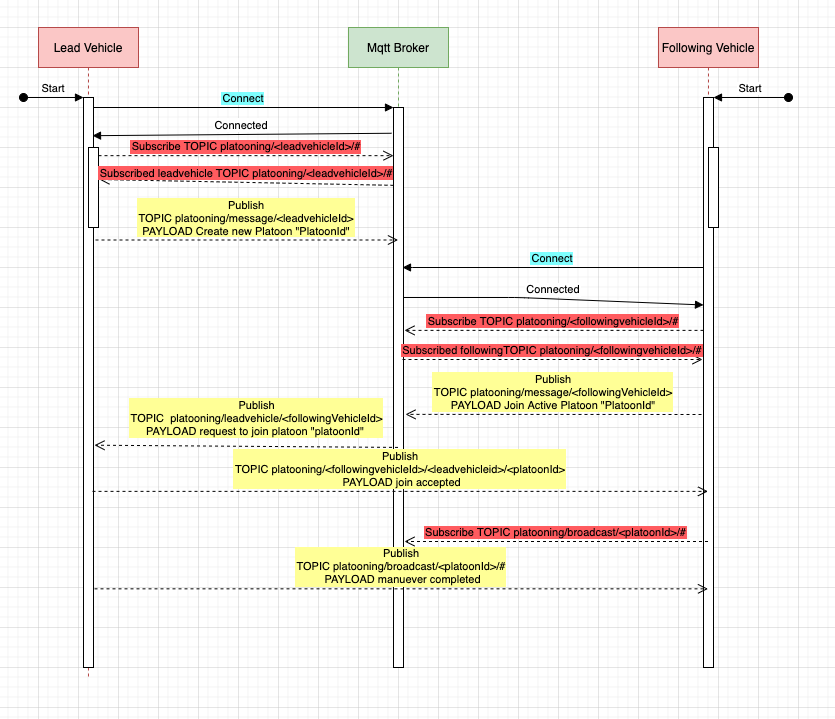 Lead Vehicle
Mqtt Broker
Following Vehicle
Start
Start
Connect
Connected
Subscribe TOPIC platooning/<leadvehicleId>/#
Subscribed leadvehicle TOPIC platooning/<leadvehicleId>/#
Publish
TOPIC platooning/message/<leadvehicleId>
PAYLOAD Create new Platoon "PlatoonId"
Connect
Connected
Subscribe TOPIC platooning/<followingvehicleId>/#
Subscribed followingTOPIC platooning/<followingvehicleId>/#
Publish
TOPIC platooning/message/<followingVehicleId>
PAYLOAD Join Active Platoon "PlatoonId"
Publish
TOPIC  platooning/leadvehicle/<followingVehicleId>
PAYLOAD request to join platoon "platoonId"
Publish
TOPIC platooning/<followingvehicleId>/<leadvehicleid>/<platoonId>
PAYLOAD join accepted
Subscribe TOPIC platooning/broadcast/<platoonId>/#
Publish
TOPIC platooning/broadcast/<platoonId>/#
PAYLOAD manuever completed